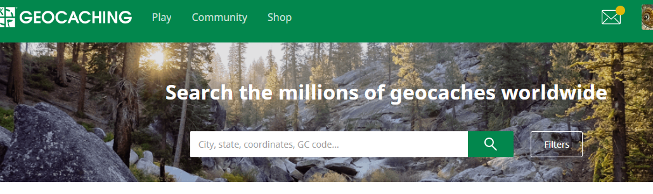 GEOCACHING Play Community Shop
Search the millions of geocaches worldwide
City, state, coordinates, GC code... Filters